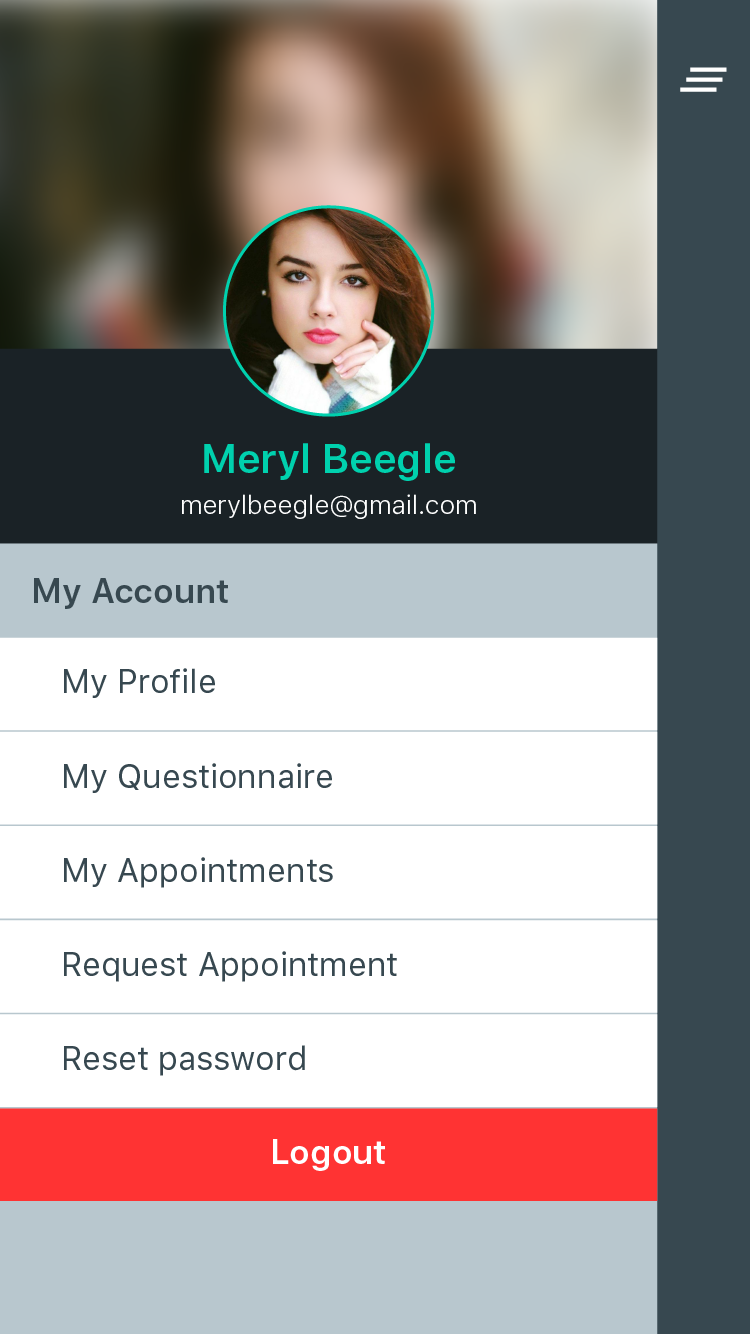 Meryl Beegle
merylbeegle@gmail.com
My Account
My Profile
My Questionnaire
My Appointments
Request Appointment
Reset password
Logout